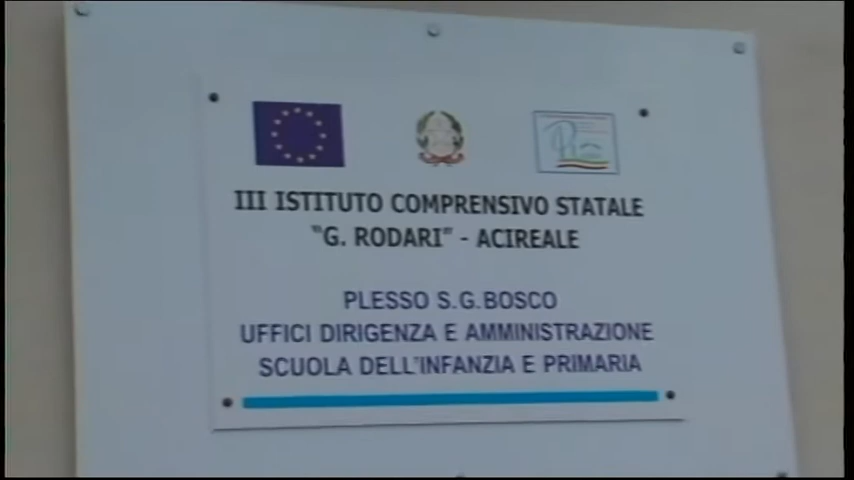 III ISTITUTO COMPRENSIVO STATALE
"G. RODARI" - ACIREALE
PLESSO S.G.BOSCO
UFFICI DIRIGENZA E AMMINISTRAZIONE
SCUOLA DELL'INFANZIA E PRIMARIA